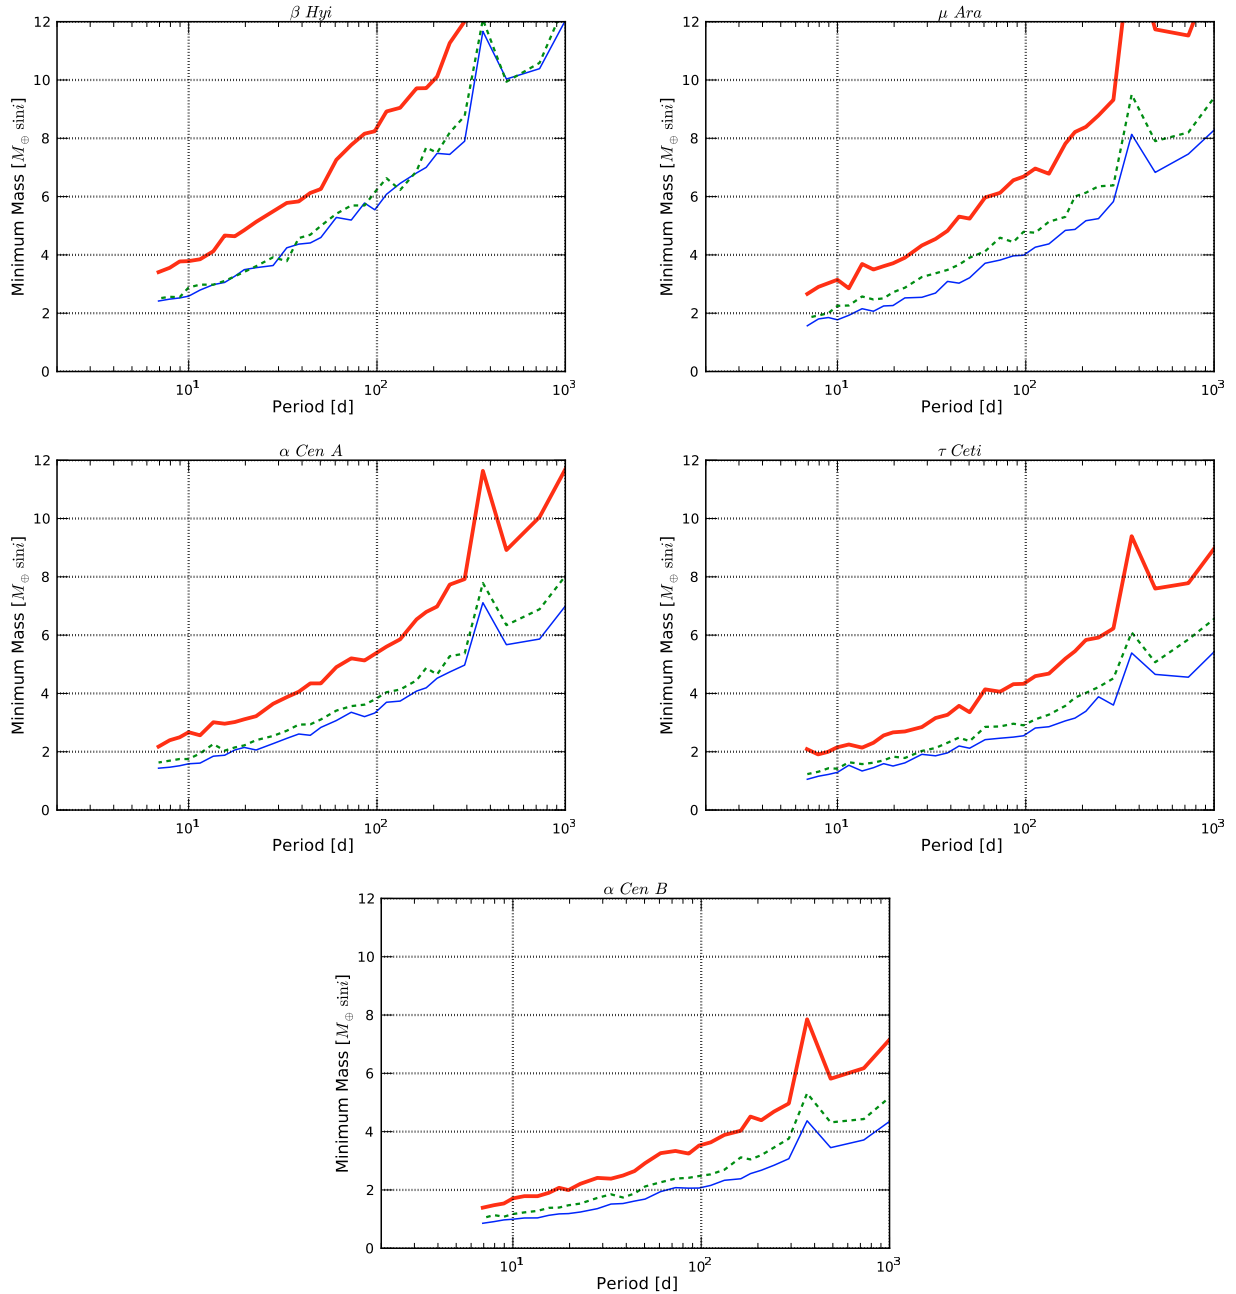 β Hyi
12
10
8
6
4
2
0
Minimum Mass [M⊕ sini]
10¹ 10² 10³
Period [d]
μ Ara
12
10
8
6
4
2
0
Minimum Mass [M⊕ sini]
10¹ 10² 10³
Period [d]
α Cen A
12
10
8
6
4
2
0
Minimum Mass [M⊕ sini]
10¹ 10² 10³
Period [d]
τ Ceti
12
10
8
6
4
2
0
Minimum Mass [M⊕ sini]
10¹ 10² 10³
Period [d]
α Cen B
12
10
8
6
4
2
0
Minimum Mass [M⊕ sini]
10¹ 10² 10³
Period [d]